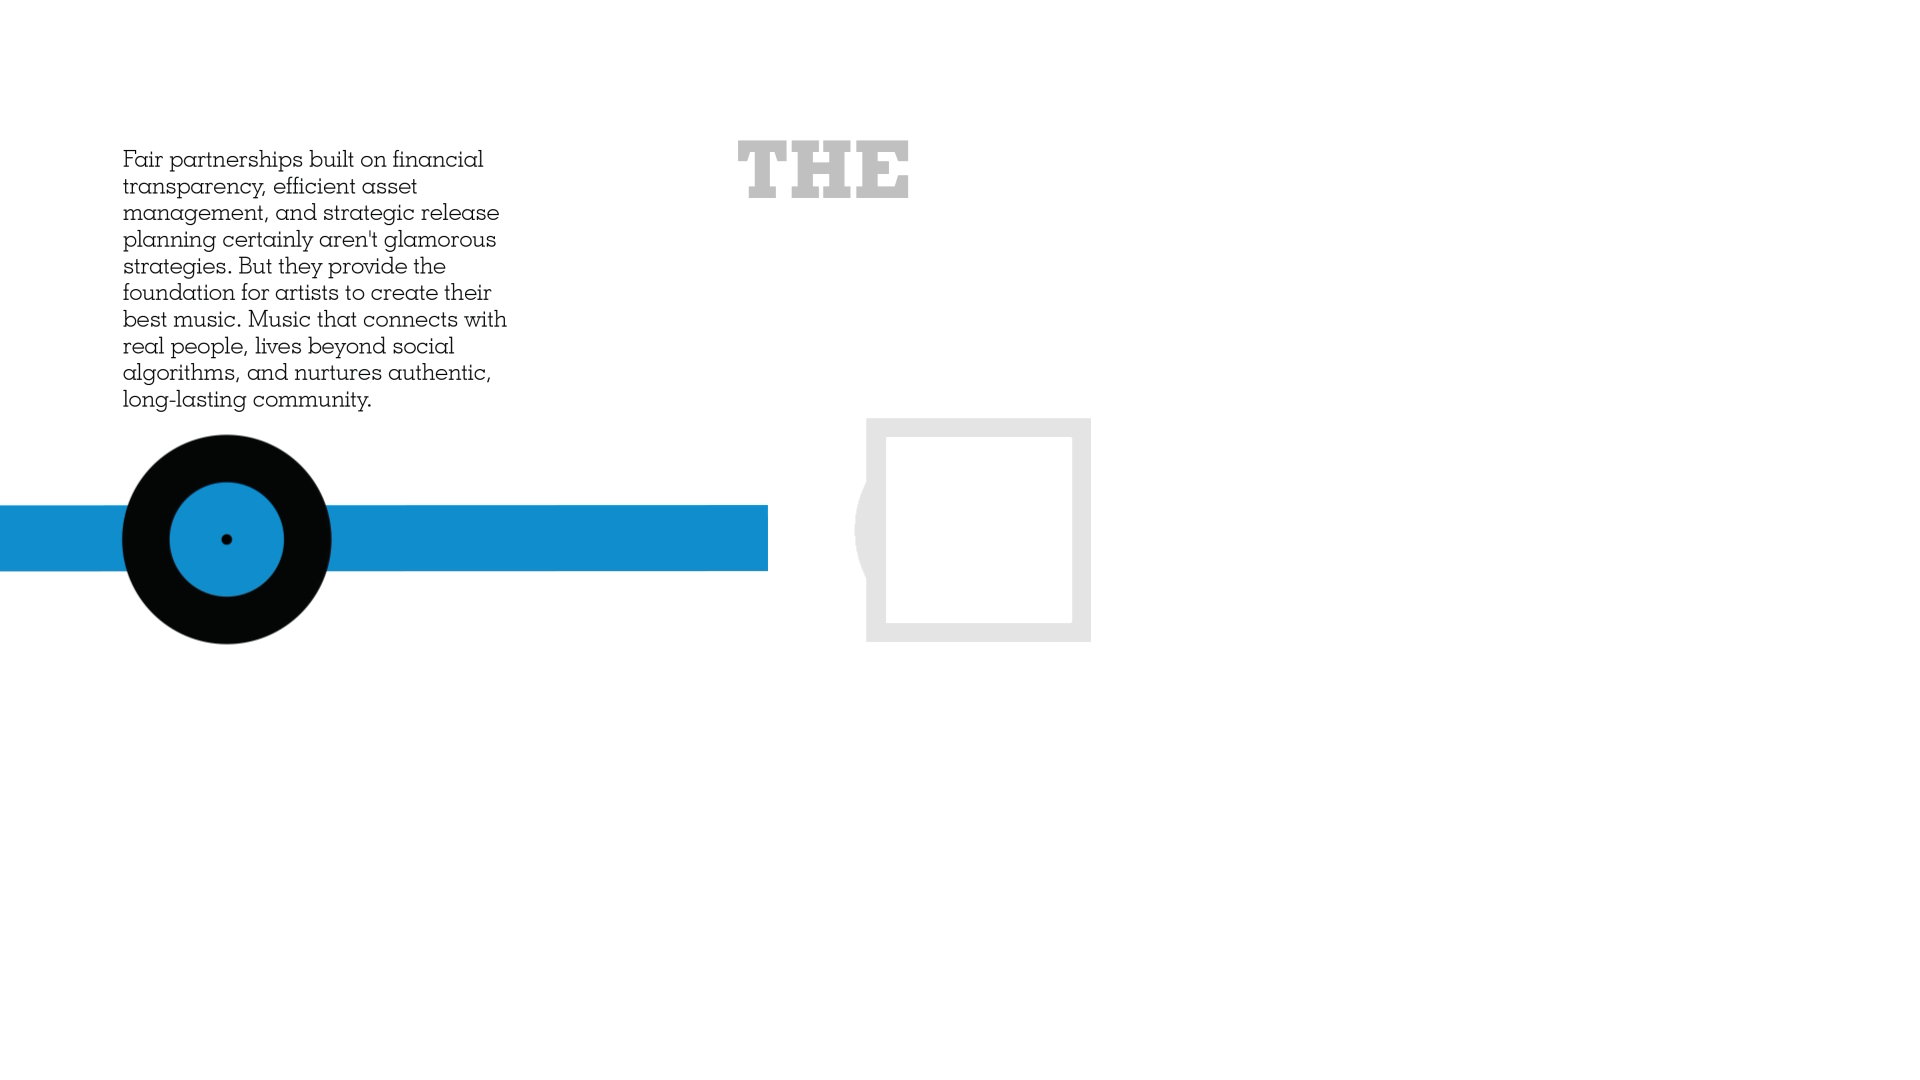 Fair partnerships built on financial
transparency, efficient asset
management, and strategic release
planning certainly aren't glamorous
strategies. But they provide the
foundation for artists to create their
best music. Music that connects with
real people, lives beyond social
algorithms, and nurtures authentic,
long-lasting community.
THE